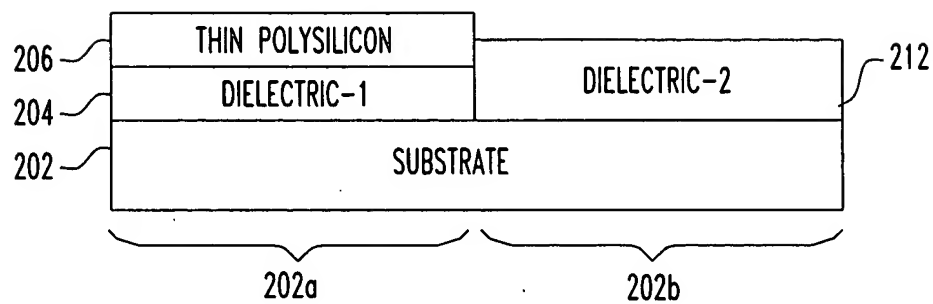 206
THIN POLYSILICON
204
DIELECTRIC-1
DIELECTRIC-2
212
202
SUBSTRATE
202a
202b